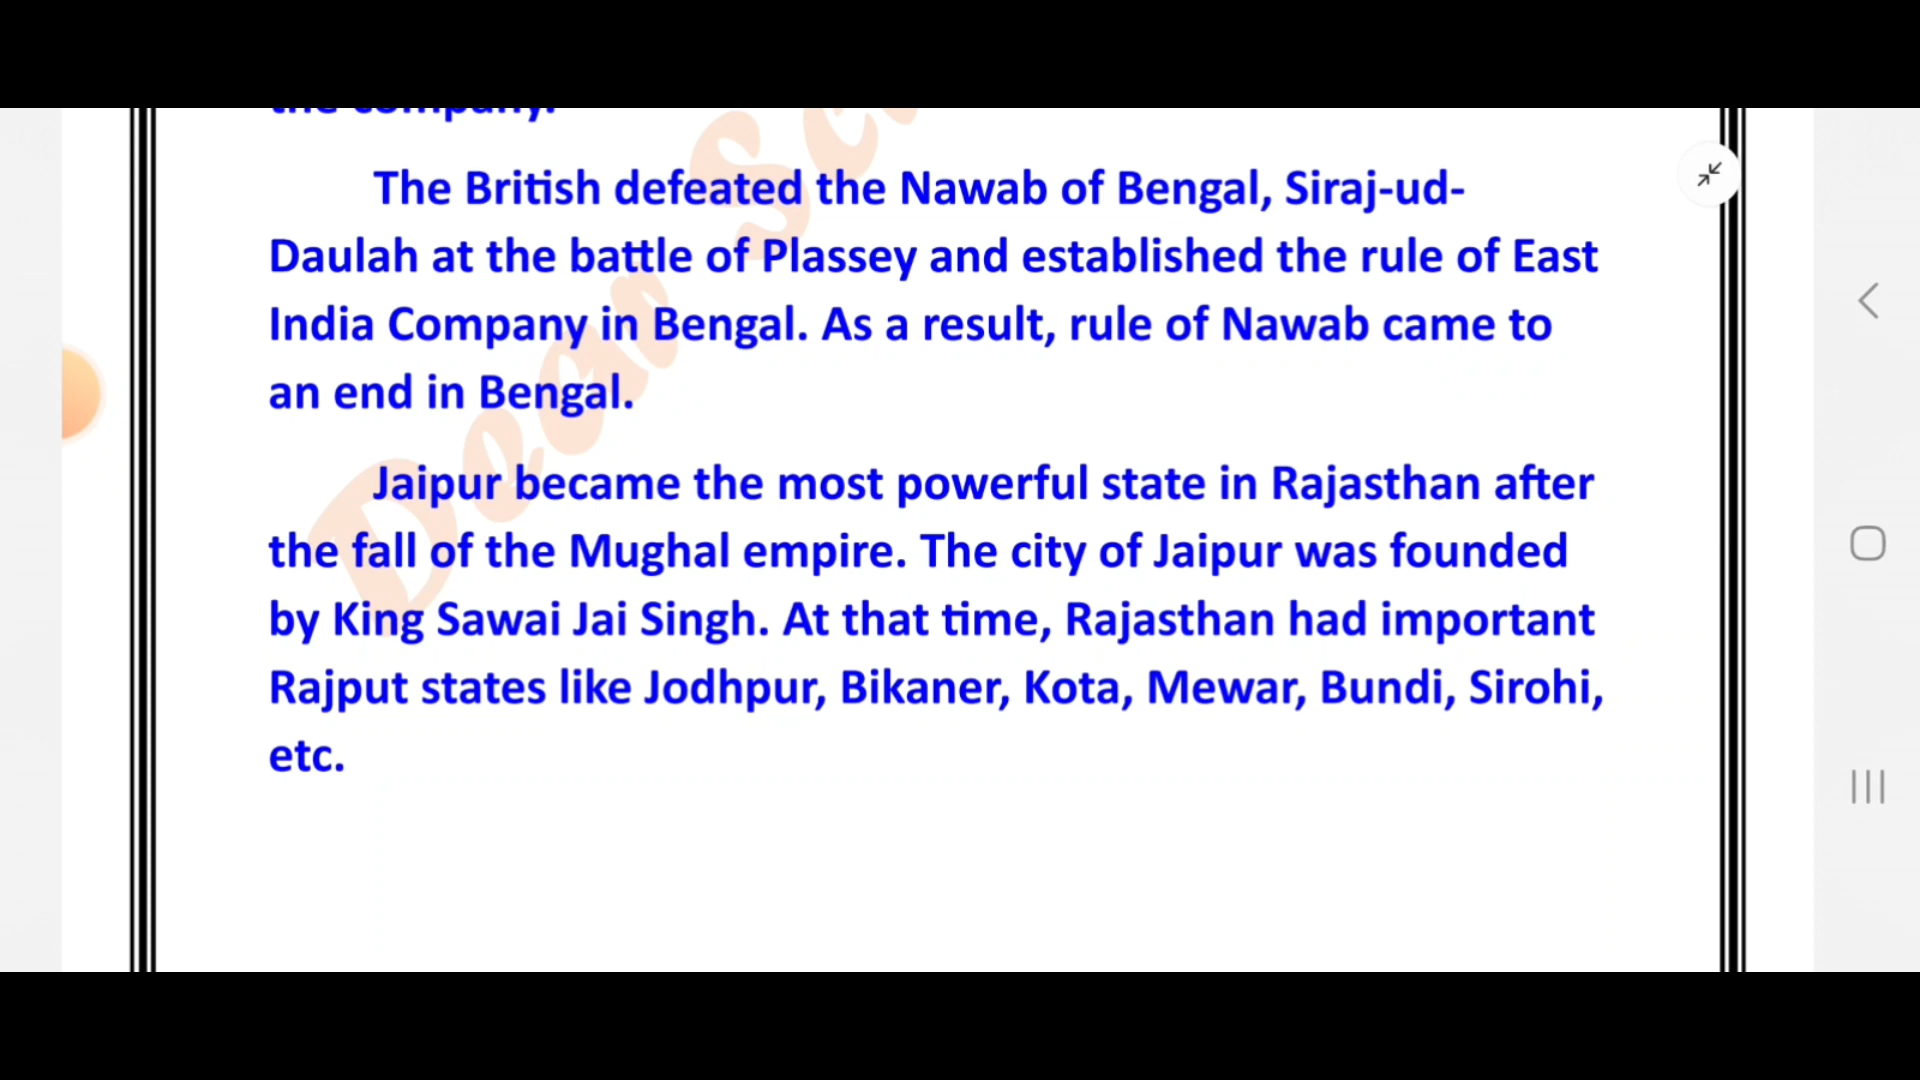 the company.
The British defeated the Nawab of Bengal, Siraj-ud-
Daulah at the battle of Plassey and established the rule of East
India Company in Bengal. As a result, rule of Nawab came to
an end in Bengal.
Jaipur became the most powerful state in Rajasthan after
the fall of the Mughal empire. The city of Jaipur was founded
by King Sawai Jai Singh. At that time, Rajasthan had important
Rajput states like Jodhpur, Bikaner, Kota, Mewar, Bundi, Sirohi,
etc.